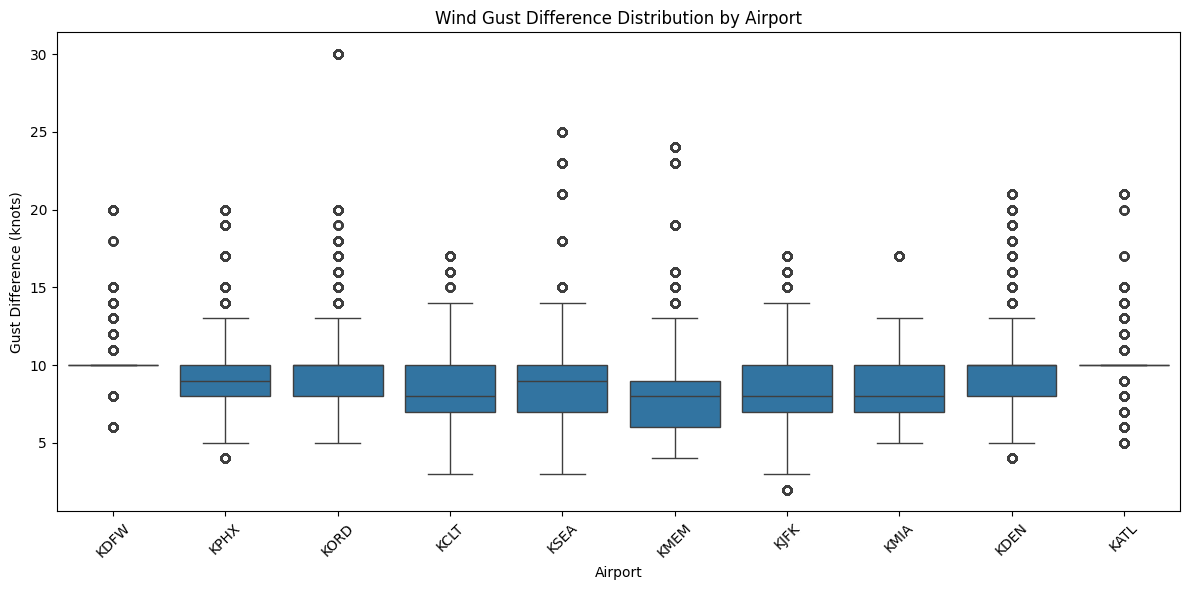 Wind Gust Difference Distribution by Airport
Gust Difference (knots)
30
25
20
15
10
5
KDFW
KPHX
KORD
KCLT
KSEA
KMEM
KJFK
KMIA
KDEN
KATL
Airport